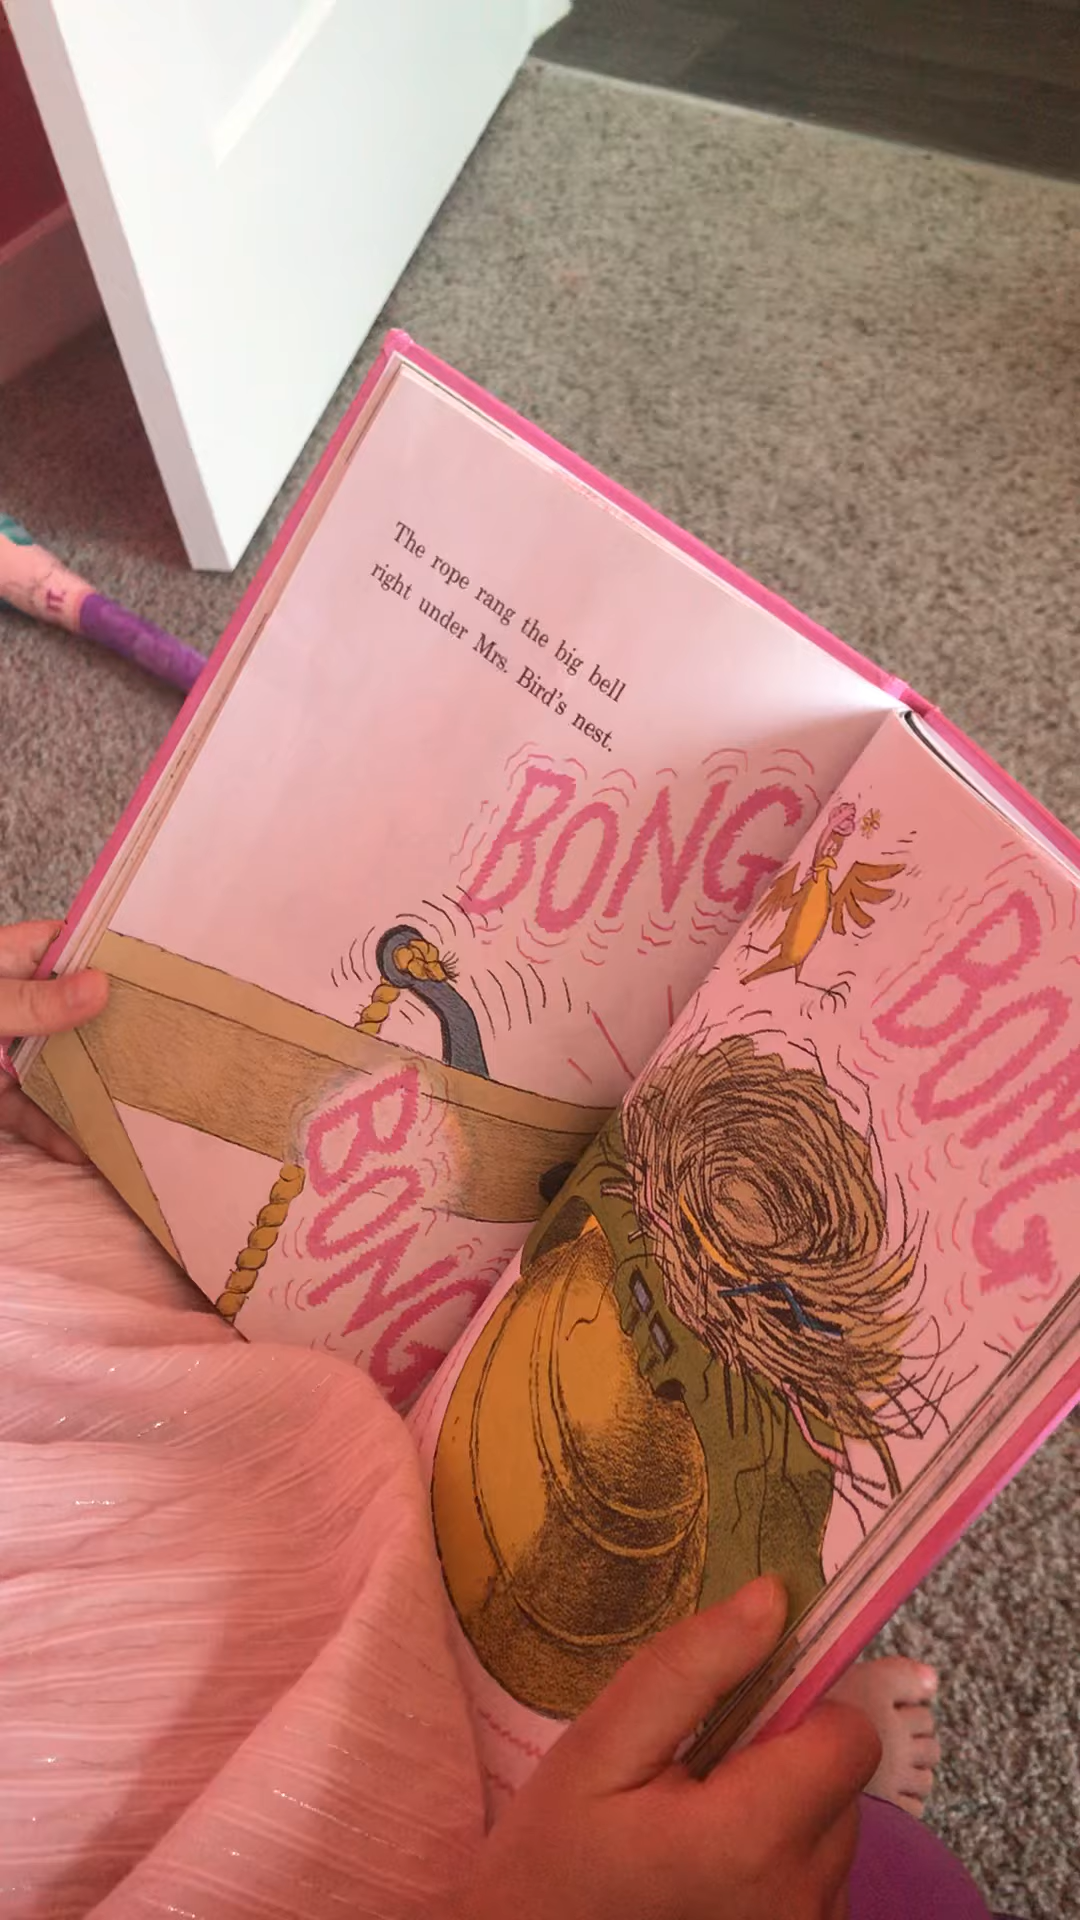 The rope rang the big bell
right under Mrs. Bird's nest.
BONG
BONG
BONG